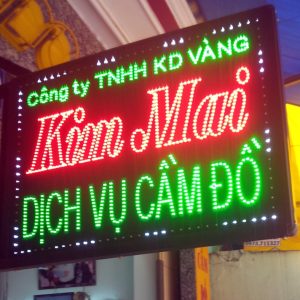 Công ty TNHH KD VÀNG
Kim Mai
DỊCH VỤ CẦM ĐỒ